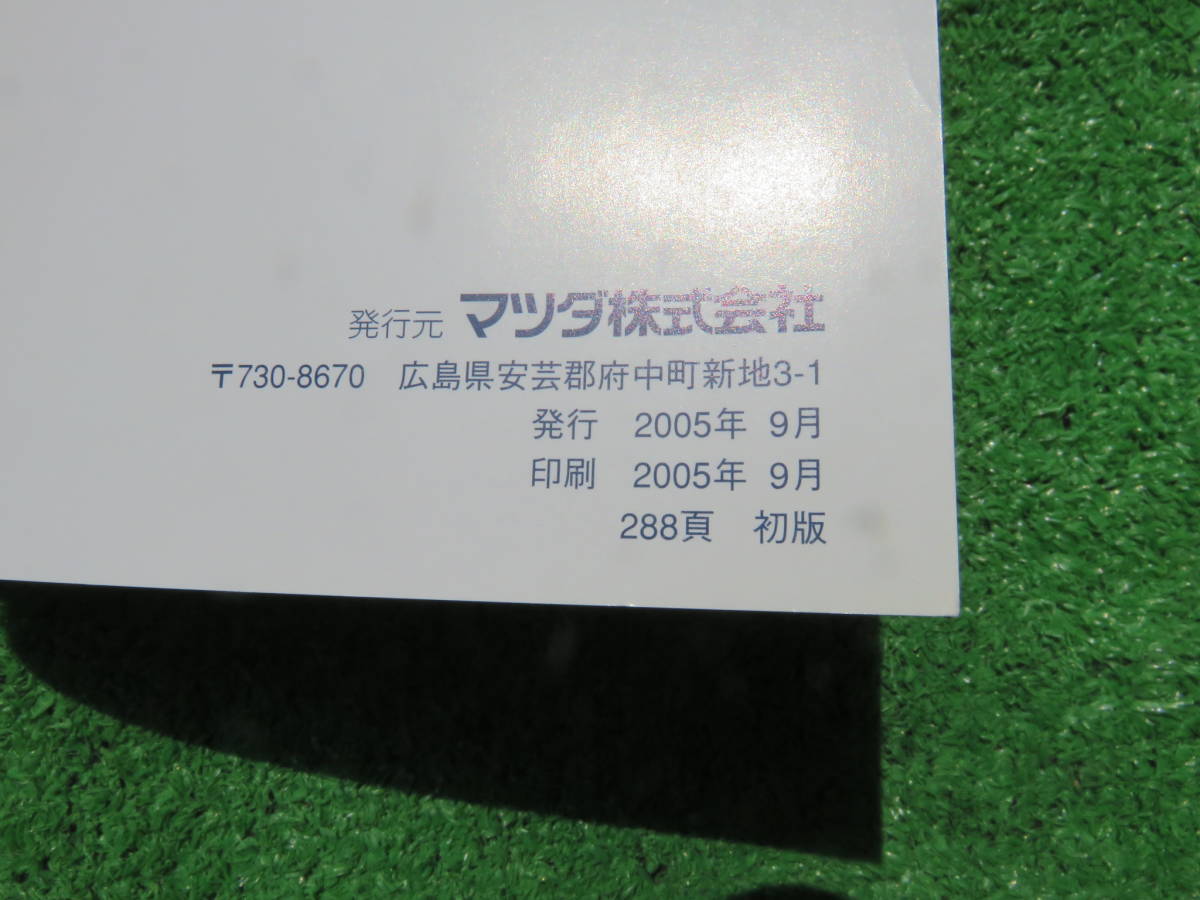 発行元 マツダ株式会社
〒730-8670 広島県安芸郡府中町新地3-1
発行 2005年 9月
印刷 2005年 9月
288頁 初版